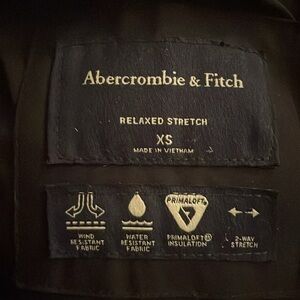 Abercrombie & Fitch
RELAXED STRETCH
XS
MADE IN VIETNAM
WIND
RESISTANT
FABRIC
WATER
RESISTANT
FABRIC
PRIMALOFT
PRIMALOFT®
INSULATION
2-WAY
STRETCH